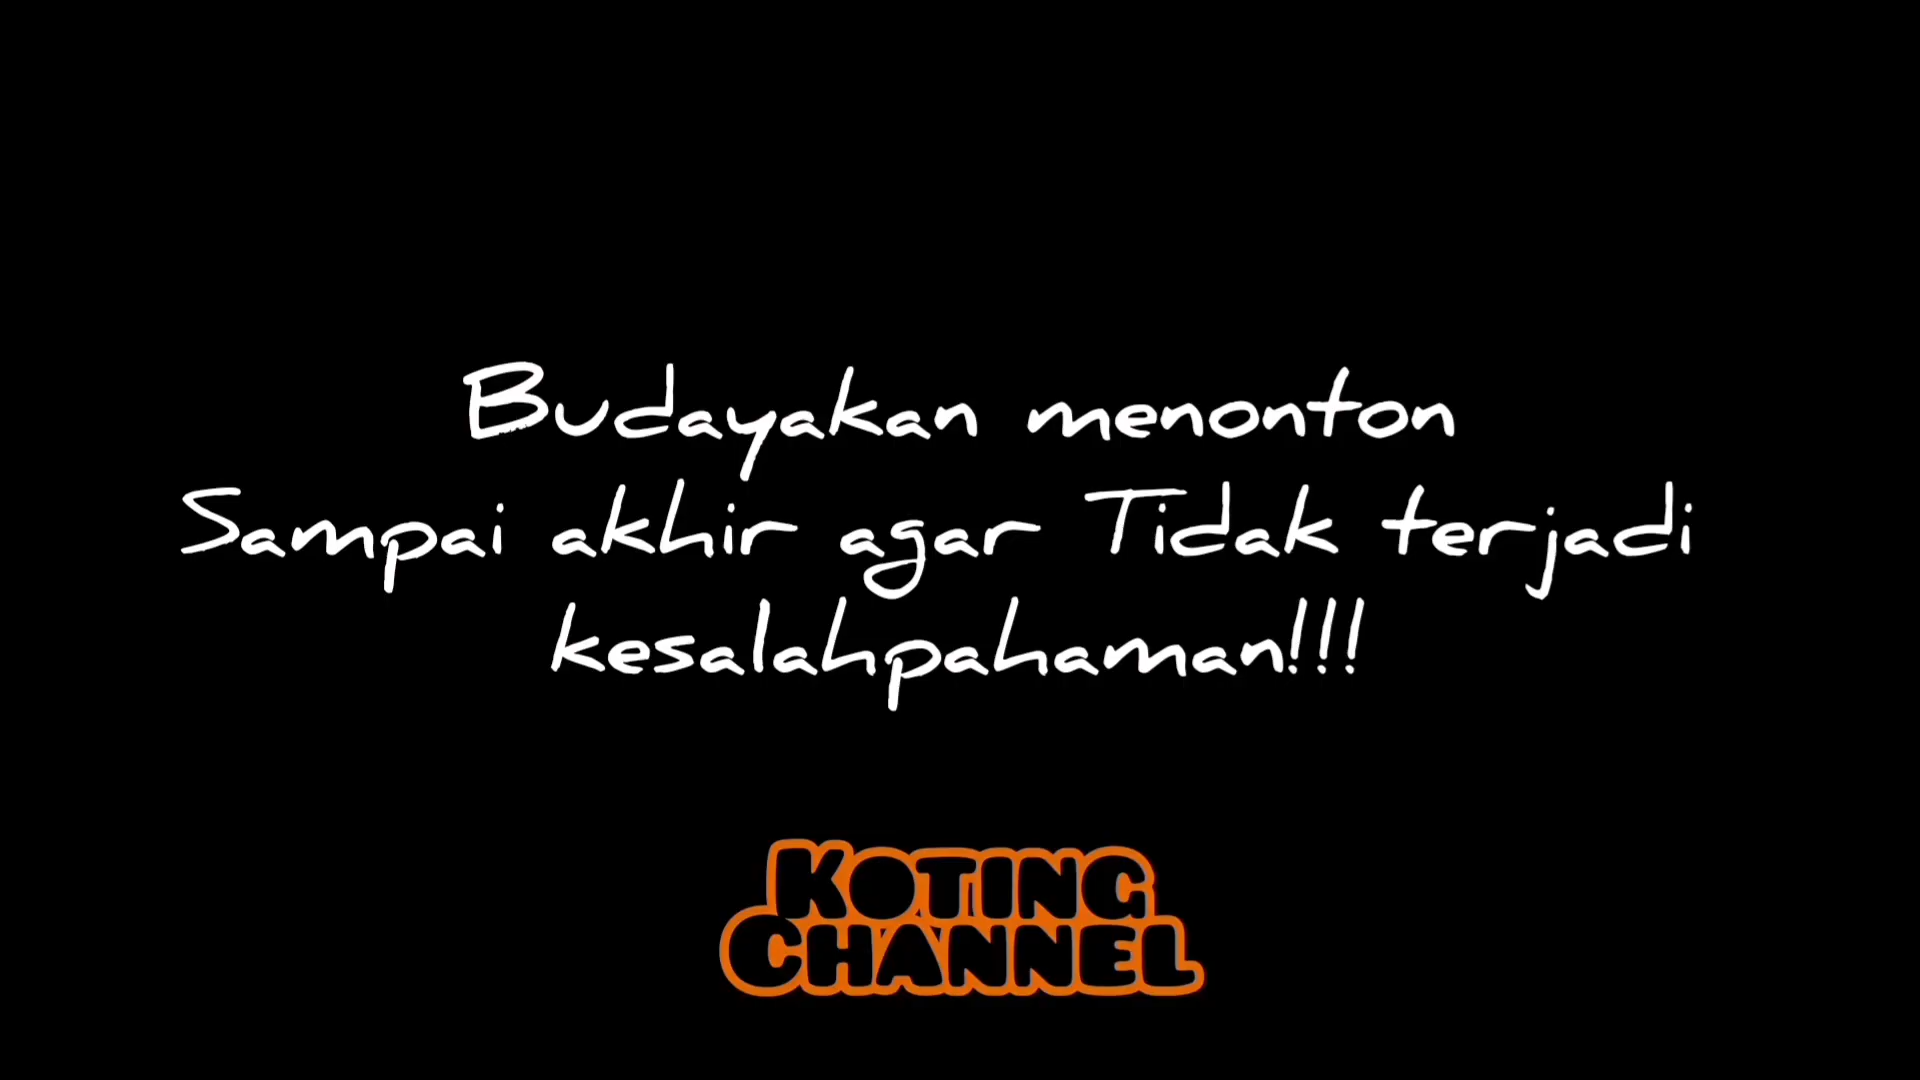 Budayakan menonton
Sampai akhir agar Tidak terjadi
kesalahpahaman!!!
KOTING
CHANNEL